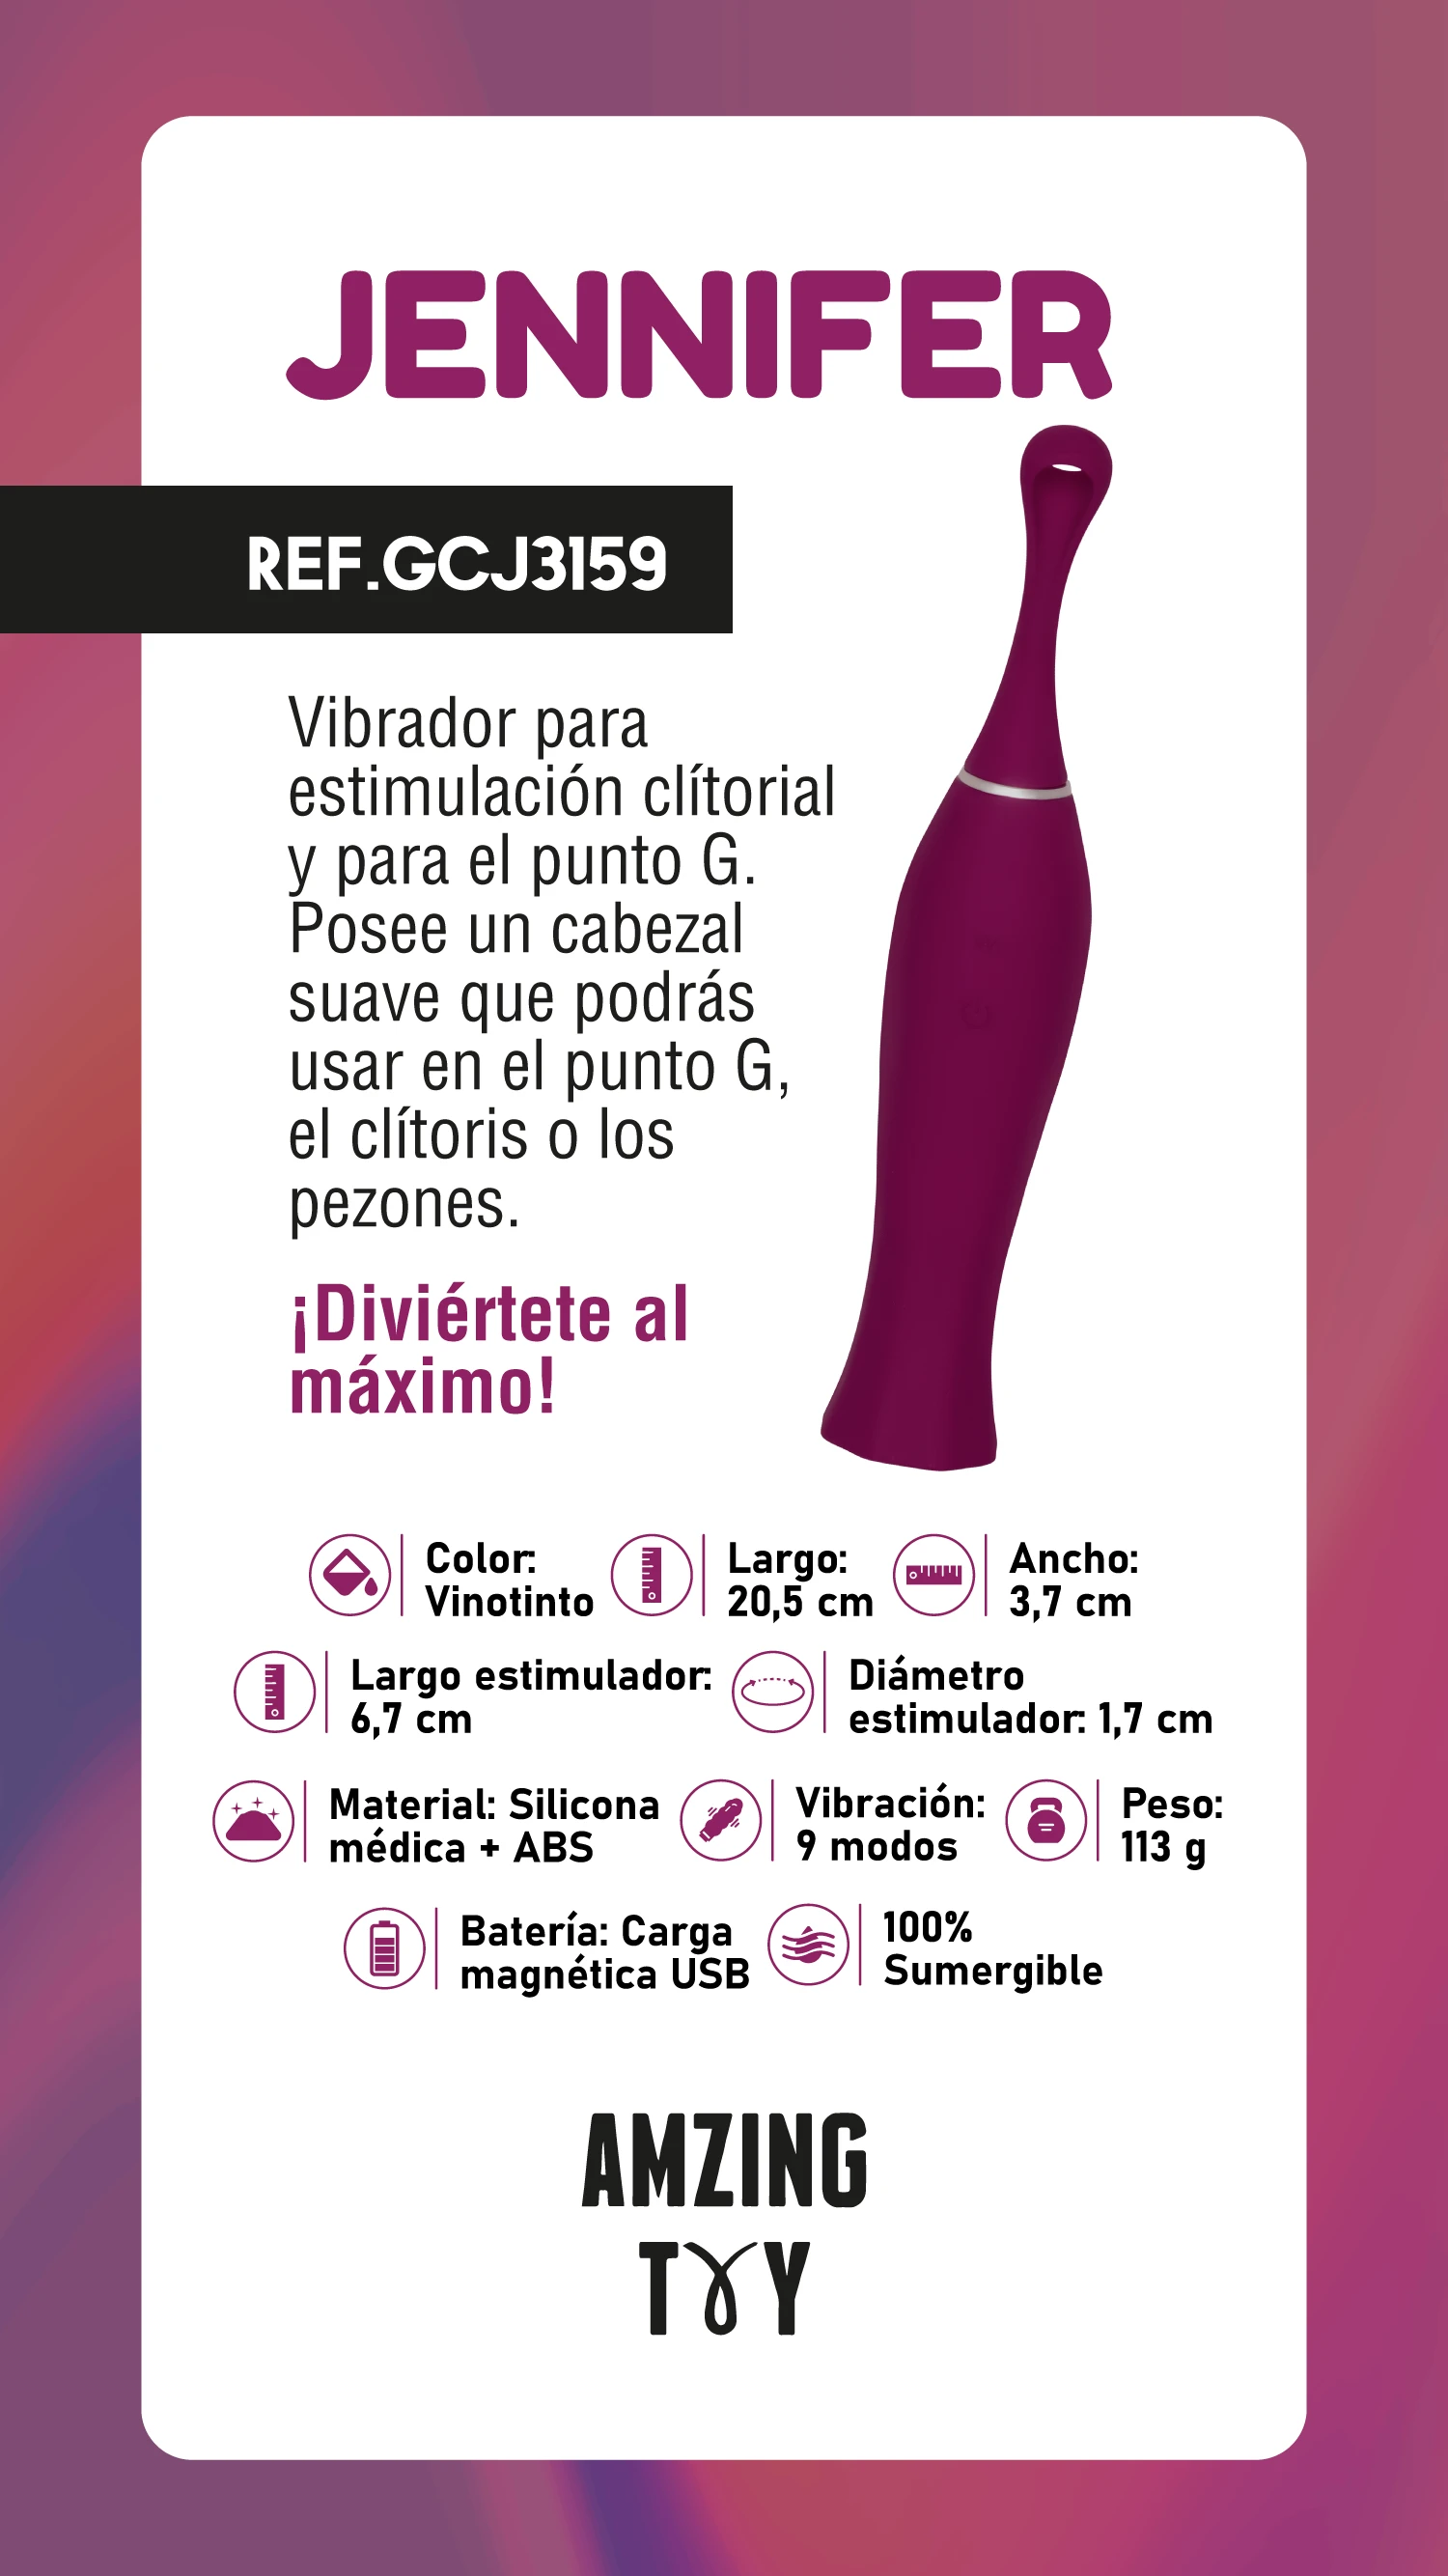 JENNIFER
REF.GCJ3159
Vibrador para
estimulación clítorial
y para el punto G.
Posee un cabezal
suave que podrás
usar en el punto G,
el clítoris o los
pezones.
¡Diviértete al
máximo!
Color:
Vinotinto
Largo:
20,5 cm
Ancho:
3,7 cm
Largo estimulador:
6,7 cm
Diámetro
estimulador: 1,7 cm
Material: Silicona
médica + ABS
Vibración:
9 modos
Peso:
113 g
Batería: Carga
magnética USB
100%
Sumergible
AMZING
TOY